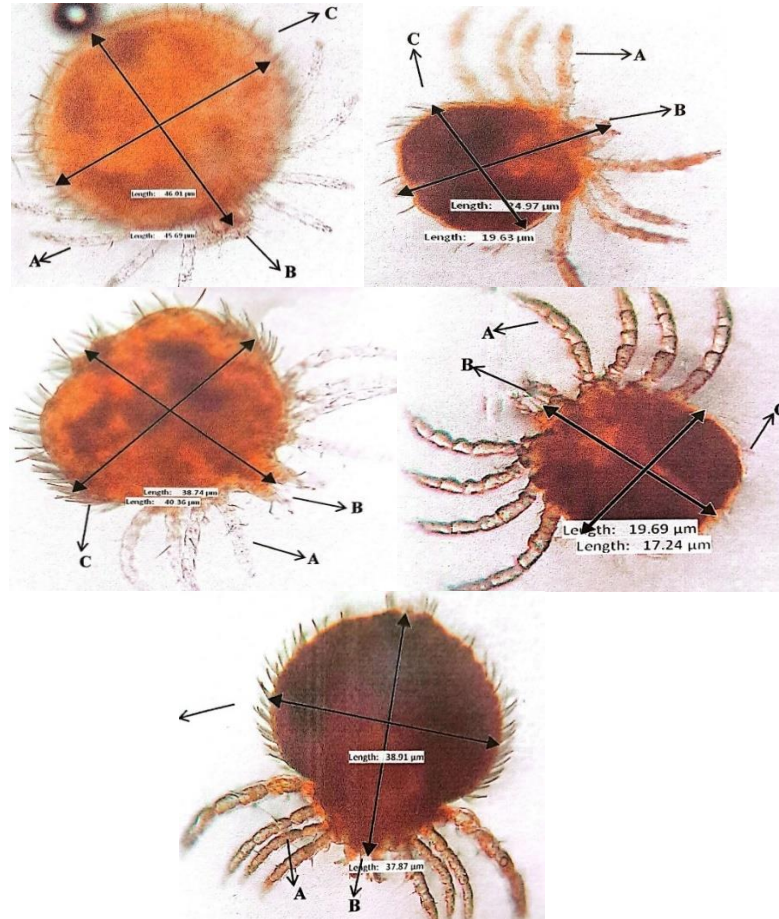 C
Length: 46.01 µm
Length: 45.69 µm
A
B
C
A
B
24.97 µm
Length: 19.63 µm
Length: 38.74 µm
Length: 40.36 µm
B
C
A
A
B
C
Length: 19.69 µm
Length: 17.24 µm
Length: 38.91 µm
Length: 37.87 µm
A
B